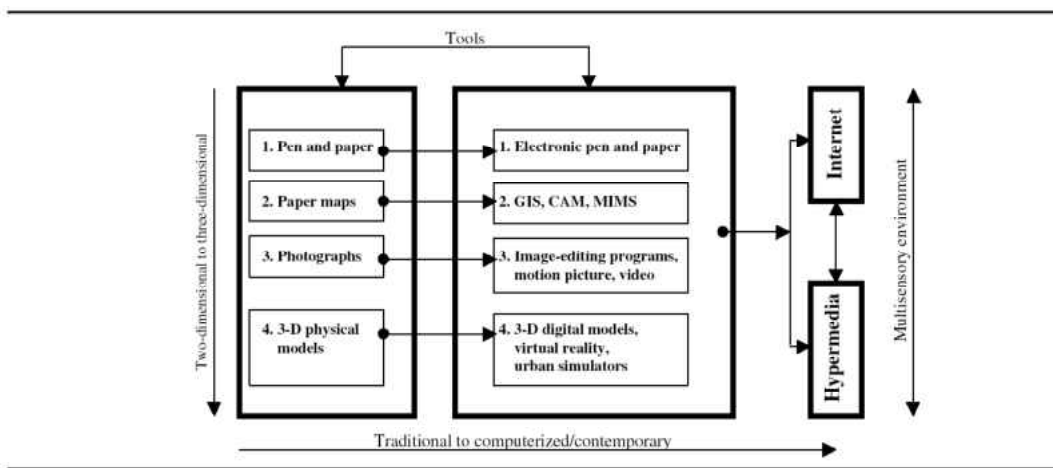 Tools
Two-dimensional to three-dimensional
1. Pen and paper
2. Paper maps
3. Photographs
4. 3-D physical
models
1. Electronic pen and paper
2. GIS, CAM, MIMS
3. Image-editing programs,
motion picture, video
4. 3-D digital models,
virtual reality,
urban simulators
Internet
Hypermedia
Multisensory environment
Traditional to computerized/contemporary